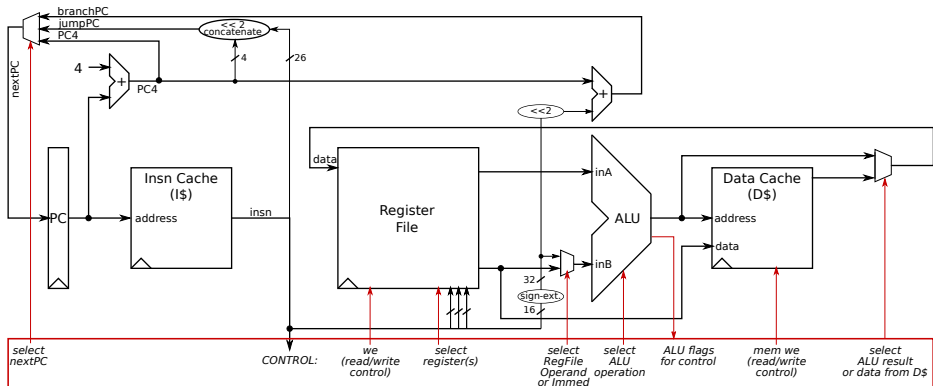 branchPC
jumpPC
PC4
<< 2
concatenate
4
26
nextPC
4
+
PC4
+
<<2
data
Insn Cache
(I$)
PC
address
insn
Register
File
inA
ALU
inB
Data Cache
(D$)
address
data
32
sign-ext.
16
select
nextPC
CONTROL:
we
(read/write
control)
select
register(s)
select
RegFile
Operand
or Immed
select
ALU
operation
ALU flags
for control
mem we
(read/write
control)
select
ALU result
or data from D$